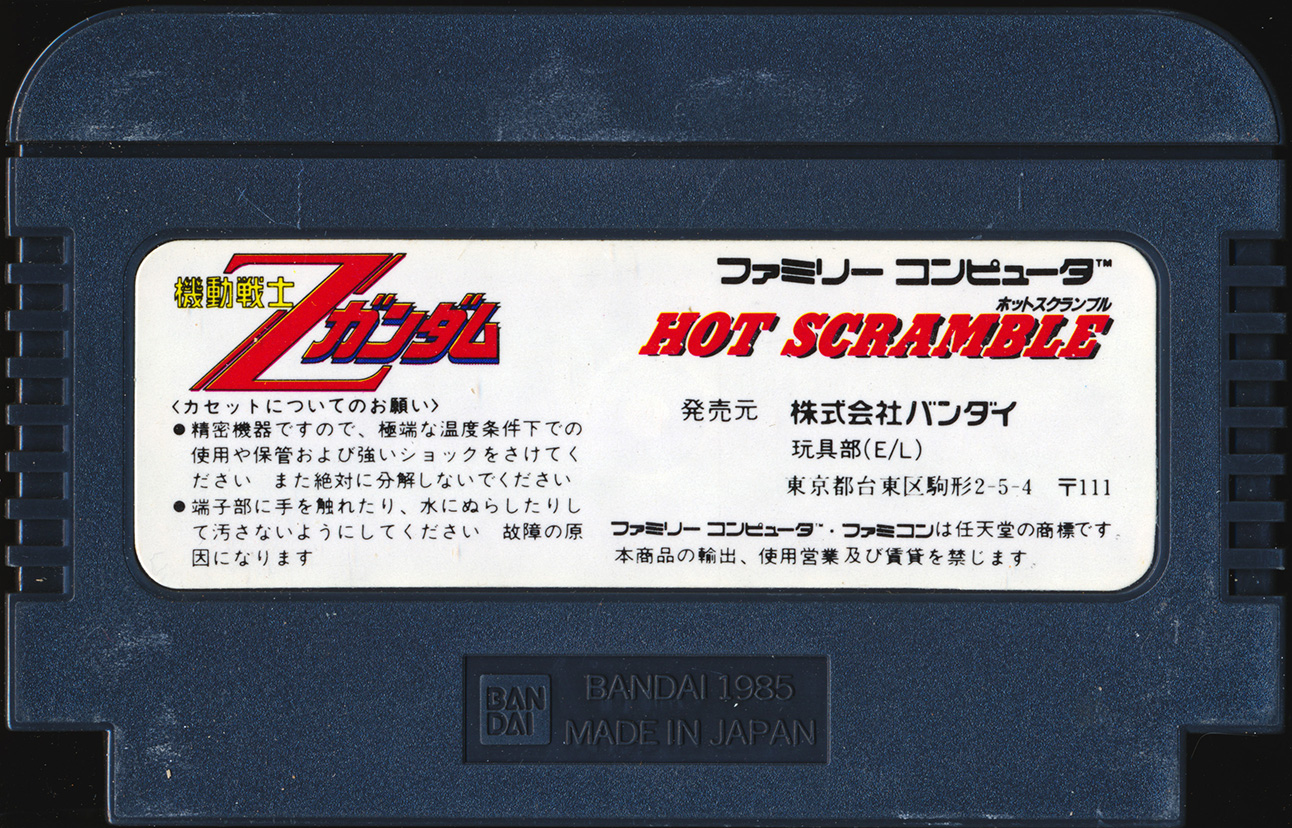 機動戦士
Zガンダム
〈カセットについてのお願い〉
●精密機器ですので、極端な温度条件下での
使用や保管および強いショックをさけてく
ださい　また絶対に分解しないでください
●端子部に手を触れたり、水にぬらしたりし
て汚さないようにしてください　故障の原
因になります
ファミリー コンピュータ™
ホットスクランブル
HOT SCRAMBLE
発売元　株式会社バンダイ
玩具部(E/L)
東京都台東区駒形2-5-4　〒111
ファミリー コンピュータ™・ファミコンは任天堂の商標です。
本商品の輸出、使用営業及び賃貸を禁じます
BAN
DAI
BANDAI 1985
MADE IN JAPAN